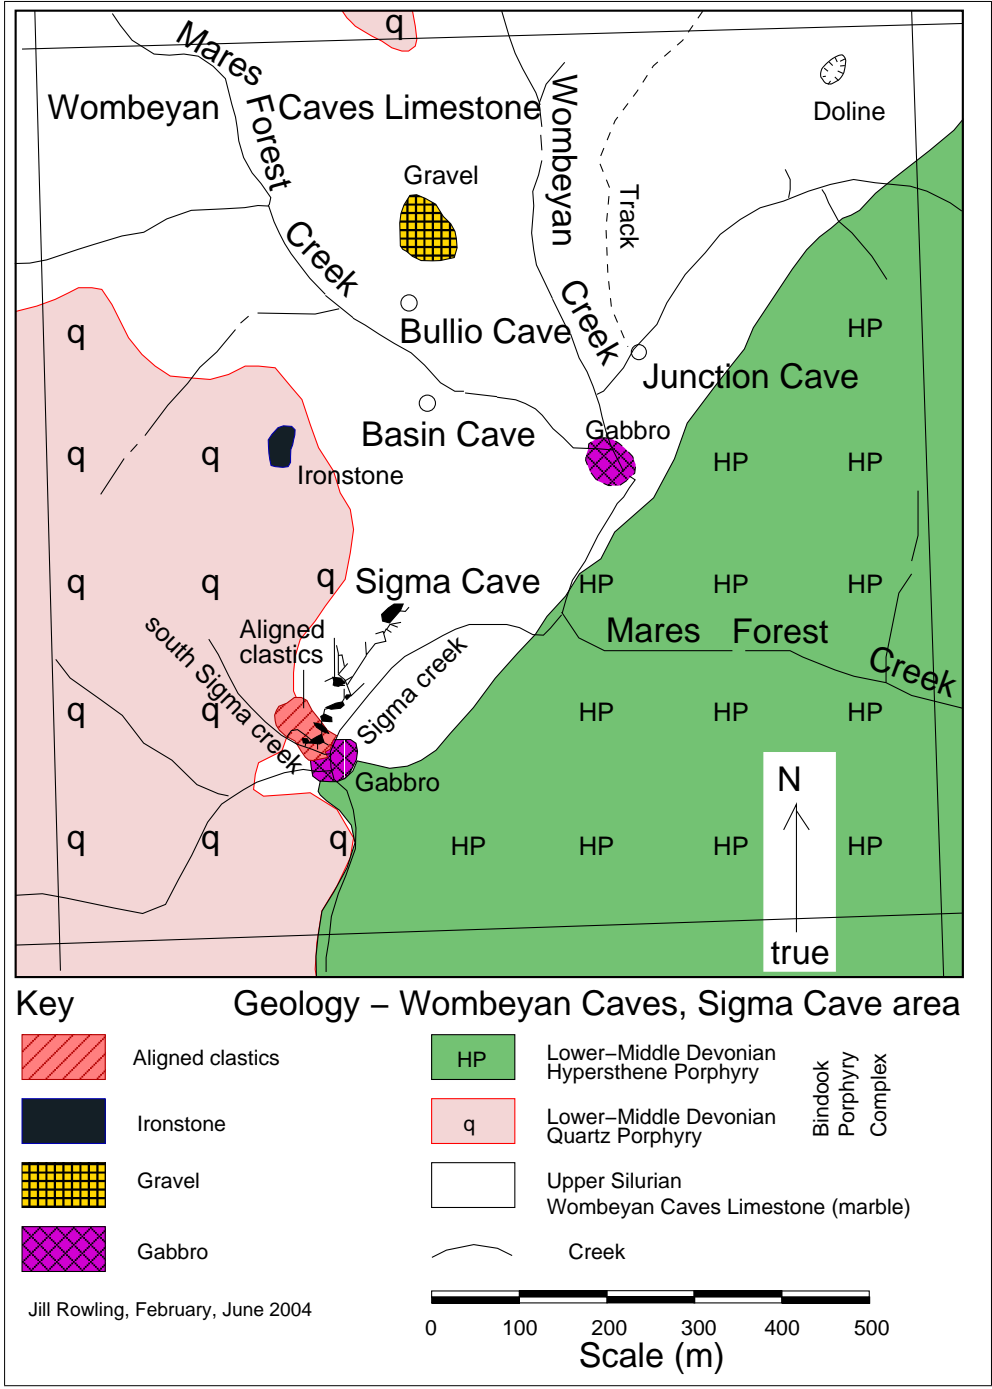 q
Mares
Forest
Creek
Wombeyan Caves Limestone
Wombeyan
Creek
Track
Doline
Gravel
Bullio Cave
HP
q
Junction Cave
Basin Cave
Gabbro
q
q
Ironstone
HP
HP
q
q
q
Sigma Cave
HP
HP
HP
Aligned
clastics
south Sigma creek
Sigma creek
Mares Forest
Creek
q
q
HP
HP
HP
Gabbro
N
true
q
q
q
HP
HP
HP
HP
Key
Geology – Wombeyan Caves, Sigma Cave area
Aligned clastics
Ironstone
Gravel
Gabbro
Jill Rowling, February, June 2004
HP
Lower–Middle Devonian
Hypersthene Porphyry
q
Lower–Middle Devonian
Quartz Porphyry
Bindook
Porphyry
Complex
Upper Silurian
Wombeyan Caves Limestone (marble)
Creek
0 100 200 300 400 500
Scale (m)